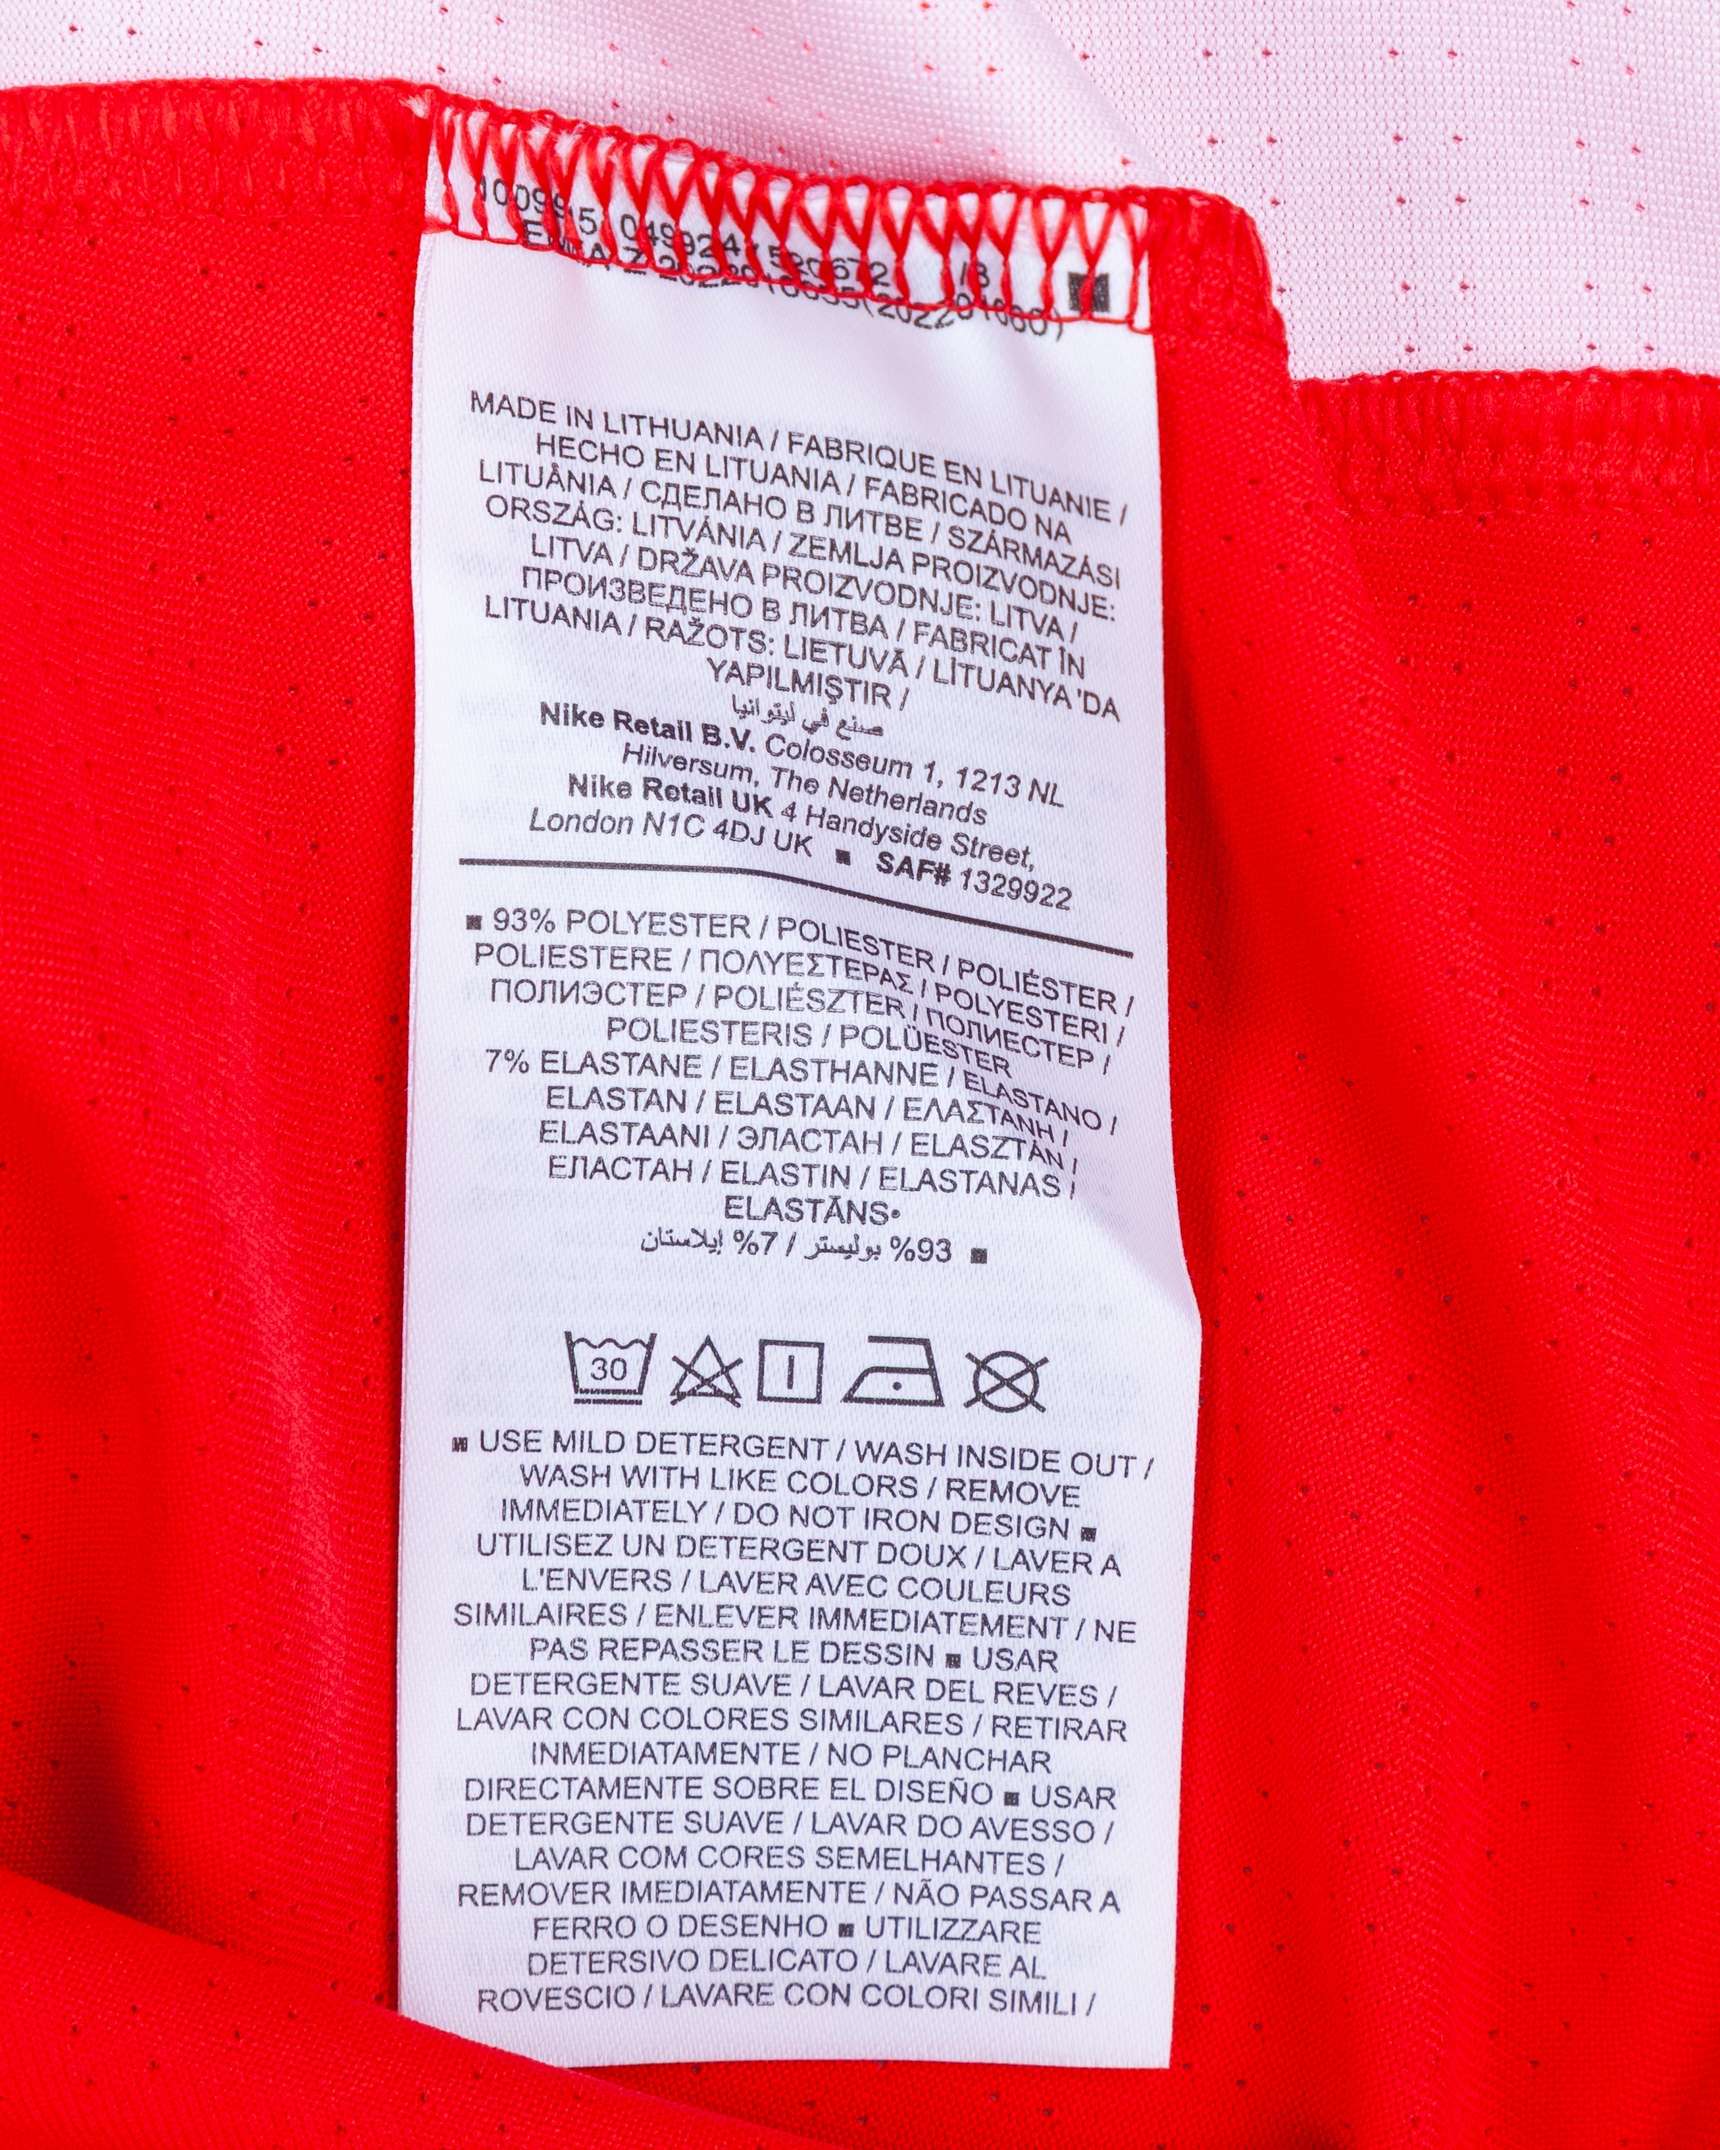 MADE IN LITHUANIA / FABRIQUE EN LITUANIE /
HECHO EN LITUANIA / FABRICADO NA
LITUÂNIA / СДЕЛАНО В ЛИТВЕ / SZÁRMAZÁSI
ORSZÁG: LITVÁNIA / ZEMLJA PROIZVODNJE:
LITVA / DRŽAVA PROIZVODNJE: LITVA /
ПРОИЗВЕДЕНО В ЛИТВА / FABRICAT ÎN
LITUANIA / RAŽOTS: LIETUVĀ / LİTUANYA 'DA
YAPILMIŞTIR /
صنع في ليتوانيا
Nike Retail B.V. Colosseum 1, 1213 NL
Hilversum, The Netherlands
Nike Retail UK 4 Handyside Street,
London N1C 4DJ UK ■ SAF# 1329922
■ 93% POLYESTER / POLIESTER / POLIÉSTER /
POLIESTERE / ΠΟΛΥΕΣΤΕΡΑΣ / POLYESTERI /
ПОЛИЭСТЕР / POLIÉSZTER / ПОЛИЕСТЕР /
POLIESTERIS / POLÜESTER
7% ELASTANE / ELASTHANNE / ELASTANO /
ELASTAN / ELASTAAN / ΕΛΑΣΤΑΝΗ /
ELASTAANI / ЭЛАСТАН / ELASZTÁN /
ЕЛАСТАН / ELASTIN / ELASTANAS /
ELASTĀNS•
93% بوليستر / 7% إيلاستان ■
30
■ USE MILD DETERGENT / WASH INSIDE OUT /
WASH WITH LIKE COLORS / REMOVE
IMMEDIATELY / DO NOT IRON DESIGN ■
UTILISEZ UN DETERGENT DOUX / LAVER A
L'ENVERS / LAVER AVEC COULEURS
SIMILAIRES / ENLEVER IMMEDIATEMENT / NE
PAS REPASSER LE DESSIN ■ USAR
DETERGENTE SUAVE / LAVAR DEL REVES /
LAVAR CON COLORES SIMILARES / RETIRAR
INMEDIATAMENTE / NO PLANCHAR
DIRECTAMENTE SOBRE EL DISEÑO ■ USAR
DETERGENTE SUAVE / LAVAR DO AVESSO /
LAVAR COM CORES SEMELHANTES /
REMOVER IMEDIATAMENTE / NÃO PASSAR A
FERRO O DESENHO ■ UTILIZZARE
DETERSIVO DELICATO / LAVARE AL
ROVESCIO / LAVARE CON COLORI SIMILI /